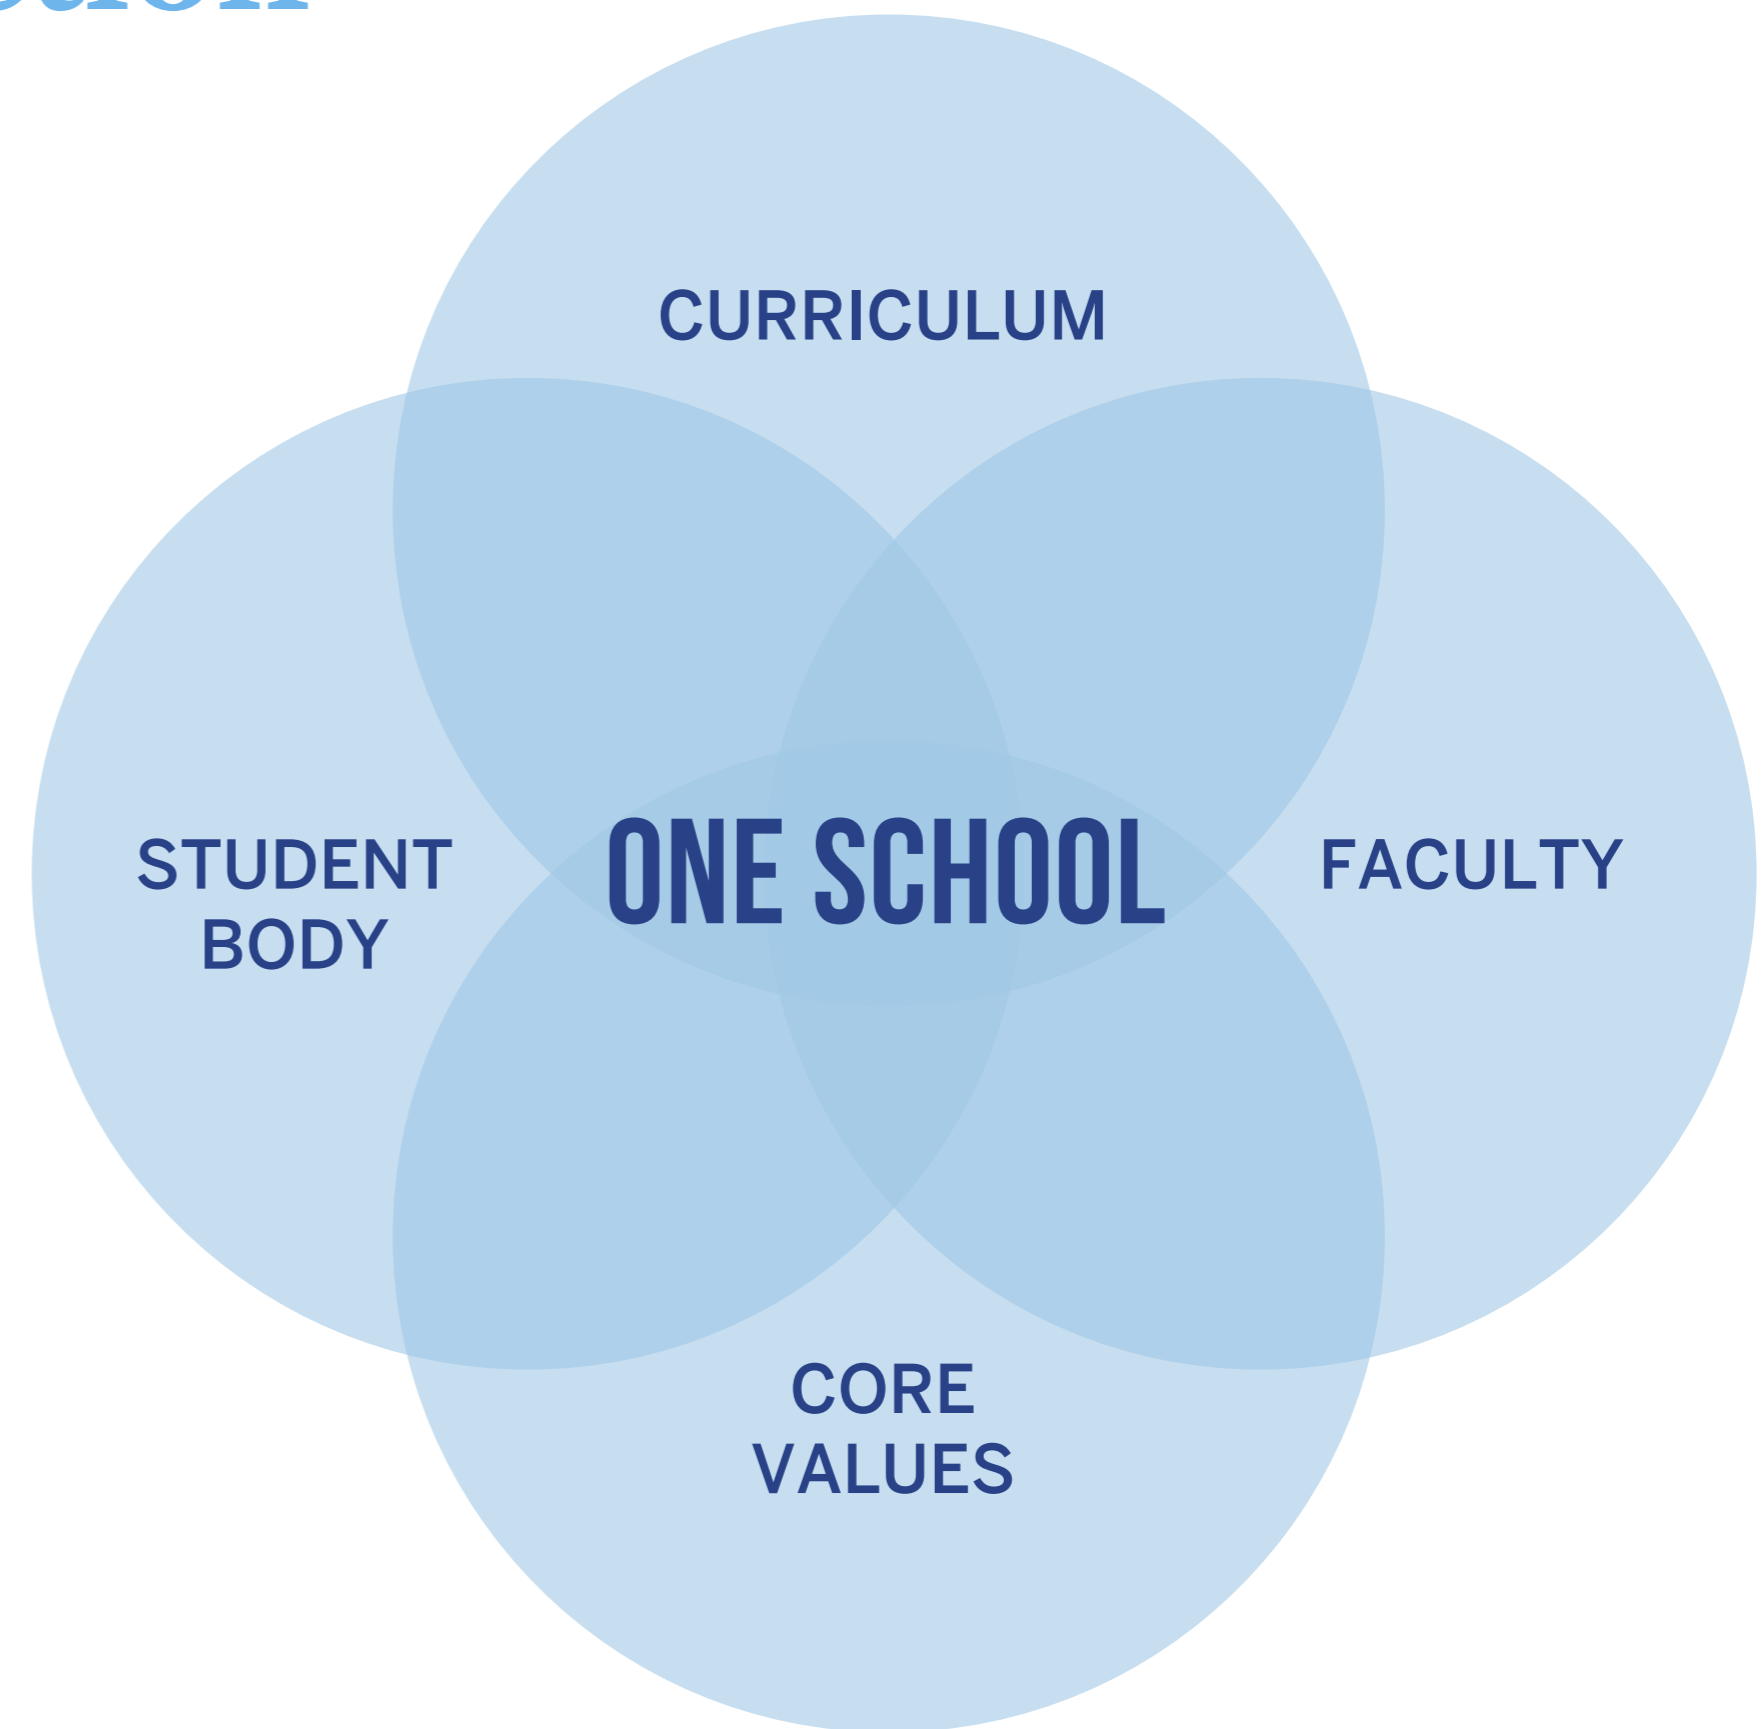 CURRICULUM
STUDENT
BODY
ONE SCHOOL
FACULTY
CORE
VALUES